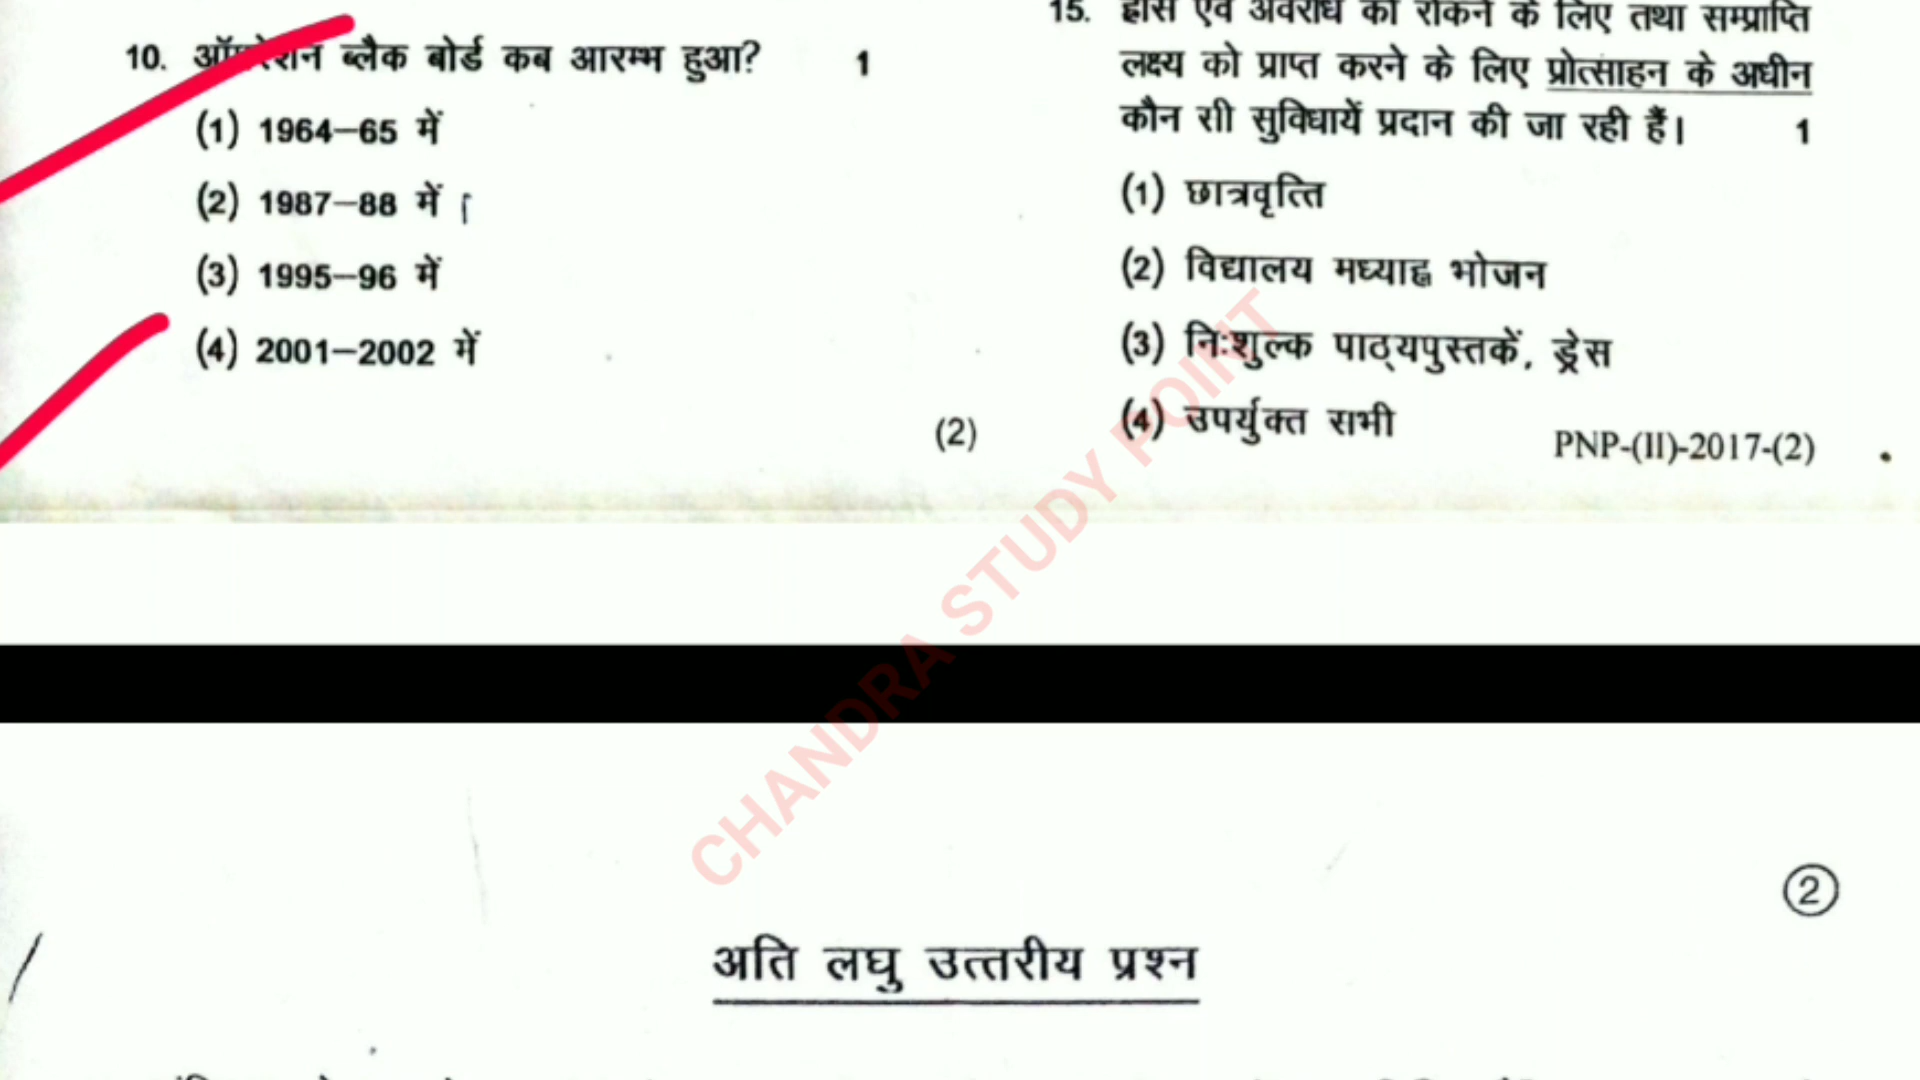 10. ऑपरेशन ब्लैक बोर्ड कब आरम्भ हुआ? 1
(1) 1964–65 में
(2) 1987–88 में
(3) 1995–96 में
(4) 2001–2002 में
(2)
15. ह्रास एवं अवरोध को रोकने के लिए तथा सम्प्राप्ति
लक्ष्य को प्राप्त करने के लिए प्रोत्साहन के अधीन
कौन सी सुविधायें प्रदान की जा रही हैं। 1
(1) छात्रवृत्ति
(2) विद्यालय मध्याह्न भोजन
(3) निःशुल्क पाठ्यपुस्तकें, ड्रेस
(4) उपर्युक्त सभी
PNP-(II)-2017-(2)
CHANDRA STUDY POINT
2
अति लघु उत्तरीय प्रश्न